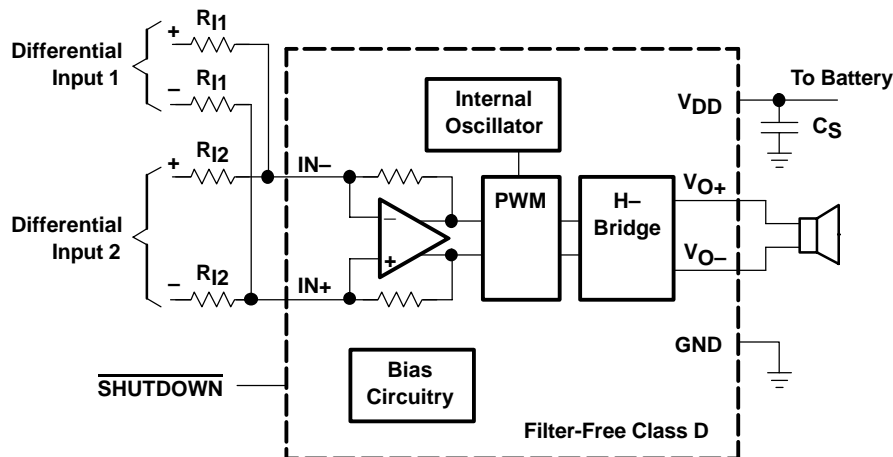 +
RI1
Differential
Input 1
−
RI1
+
RI2
Differential
Input 2
−
RI2
IN−
IN+
SHUTDOWN
Internal
Oscillator
−
+
PWM
H−
Bridge
Bias
Circuitry
Filter-Free Class D
VDD
To Battery
CS
VO+
VO−
GND